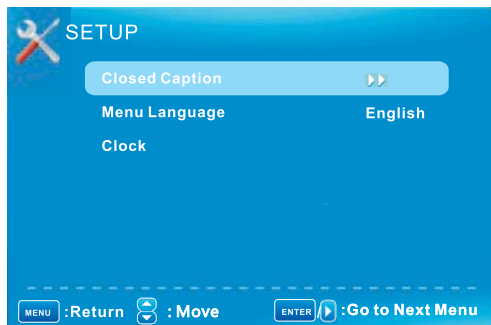 SETUP
Closed Caption
Menu Language English
Clock
MENU :Return : Move ENTER / :Go to Next Menu